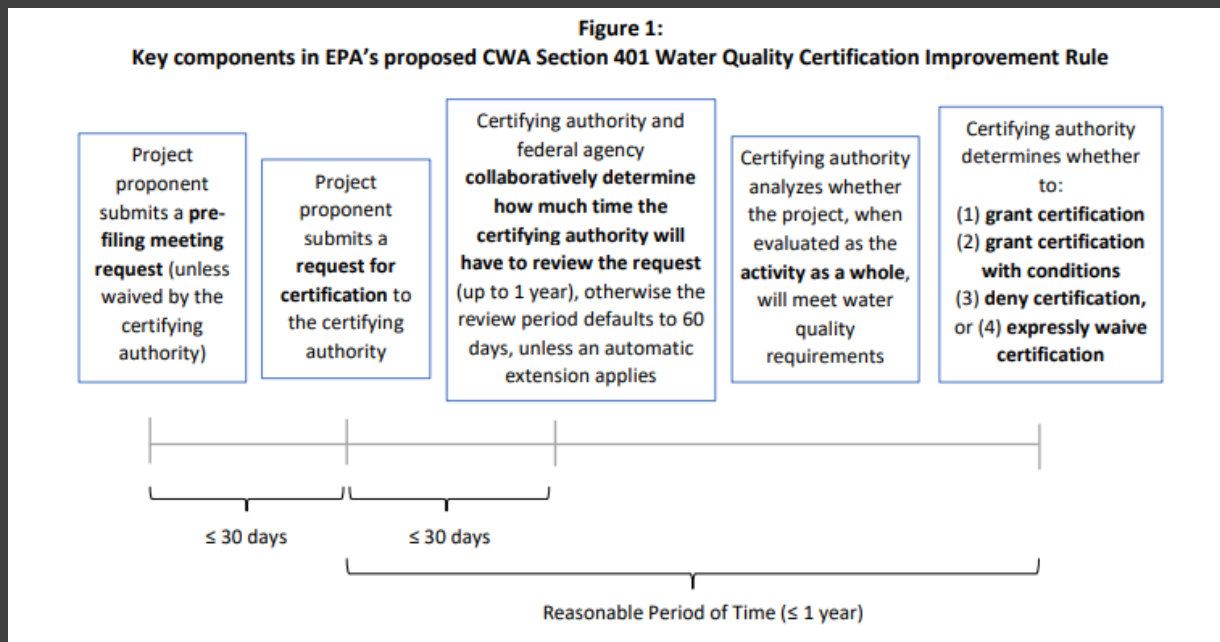 Figure 1:
Key components in EPA's proposed CWA Section 401 Water Quality Certification Improvement Rule
Project
proponent
submits a pre-
filing meeting
request (unless
waived by the
certifying
authority)
Project
proponent
submits a
request for
certification to
the certifying
authority
Certifying authority and
federal agency
collaboratively determine
how much time the
certifying authority will
have to review the request
(up to 1 year), otherwise the
review period defaults to 60
days, unless an automatic
extension applies
Certifying authority
analyzes whether
the project, when
evaluated as the
activity as a whole,
will meet water
quality
requirements
Certifying authority
determines whether
to:
(1) grant certification
(2) grant certification
with conditions
(3) deny certification,
or (4) expressly waive
certification
≤ 30 days
≤ 30 days
Reasonable Period of Time (≤ 1 year)